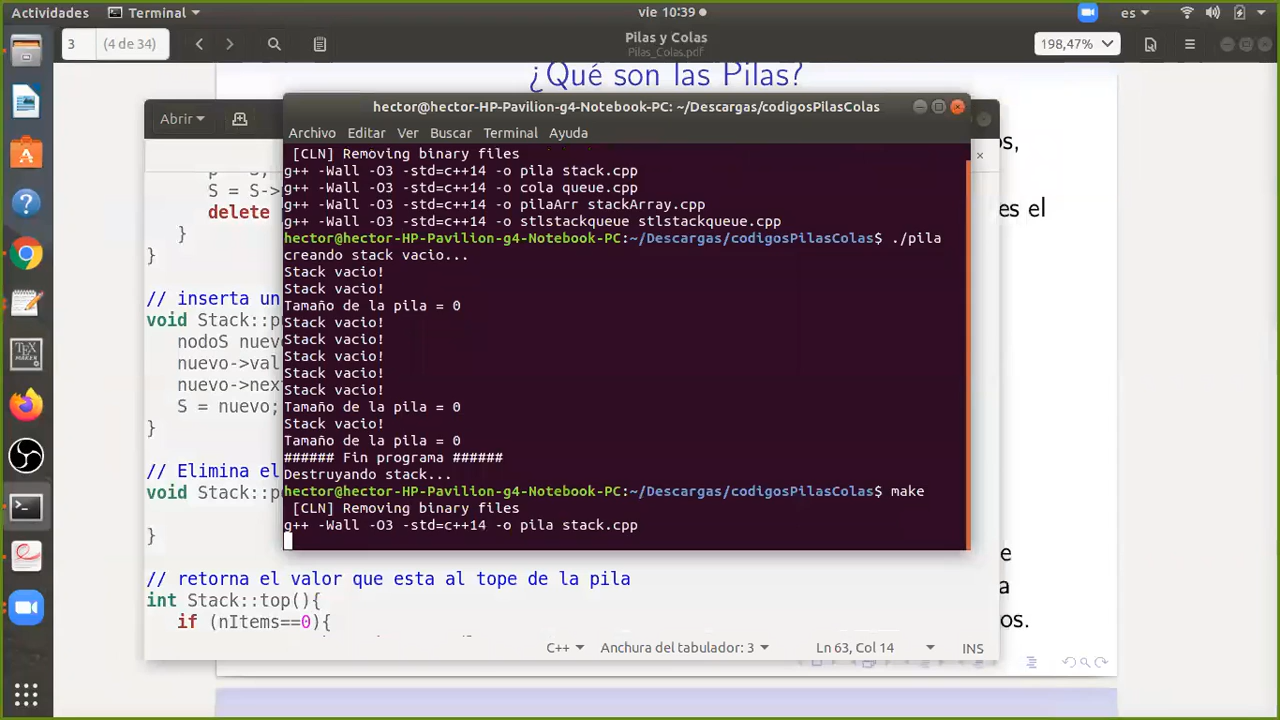 Actividades
Terminal
vie 10:39
es
3
(4 de 34)
Pilas y Colas
Pilas_Colas.pdf
198,47%
¿Qué son las Pilas?
Abrir
hector@hector-HP-Pavilion-g4-Notebook-PC: ~/Descargas/codigosPilasColas
Archivo Editar Ver Buscar Terminal Ayuda
[CLN] Removing binary files
g++ -Wall -O3 -std=c++14 -o pila stack.cpp
g++ -Wall -O3 -std=c++14 -o cola queue.cpp
g++ -Wall -O3 -std=c++14 -o pilaArr stackArray.cpp
g++ -Wall -O3 -std=c++14 -o stlstackqueue stlstackqueue.cpp
hector@hector-HP-Pavilion-g4-Notebook-PC:~/Descargas/codigosPilasColas$ ./pila
creando stack vacio...
Stack vacio!
Stack vacio!
Tamaño de la pila = 0
Stack vacio!
Stack vacio!
Stack vacio!
Stack vacio!
Stack vacio!
Tamaño de la pila = 0
Stack vacio!
Tamaño de la pila = 0
###### Fin programa ######
Destruyando stack...
hector@hector-HP-Pavilion-g4-Notebook-PC:~/Descargas/codigosPilasColas$ make
[CLN] Removing binary files
g++ -Wall -O3 -std=c++14 -o pila stack.cpp
S = S->
delete
}
}
// inserta un
void Stack::p
nodoS nuev
nuevo->val
nuevo->nex
S = nuevo;
}
// Elimina el
void Stack::p
}
// retorna el valor que esta al tope de la pila
int Stack::top(){
if (nItems==0){
os,
es el
e
a
os.
C++
Anchura del tabulador: 3
Ln 63, Col 14
INS